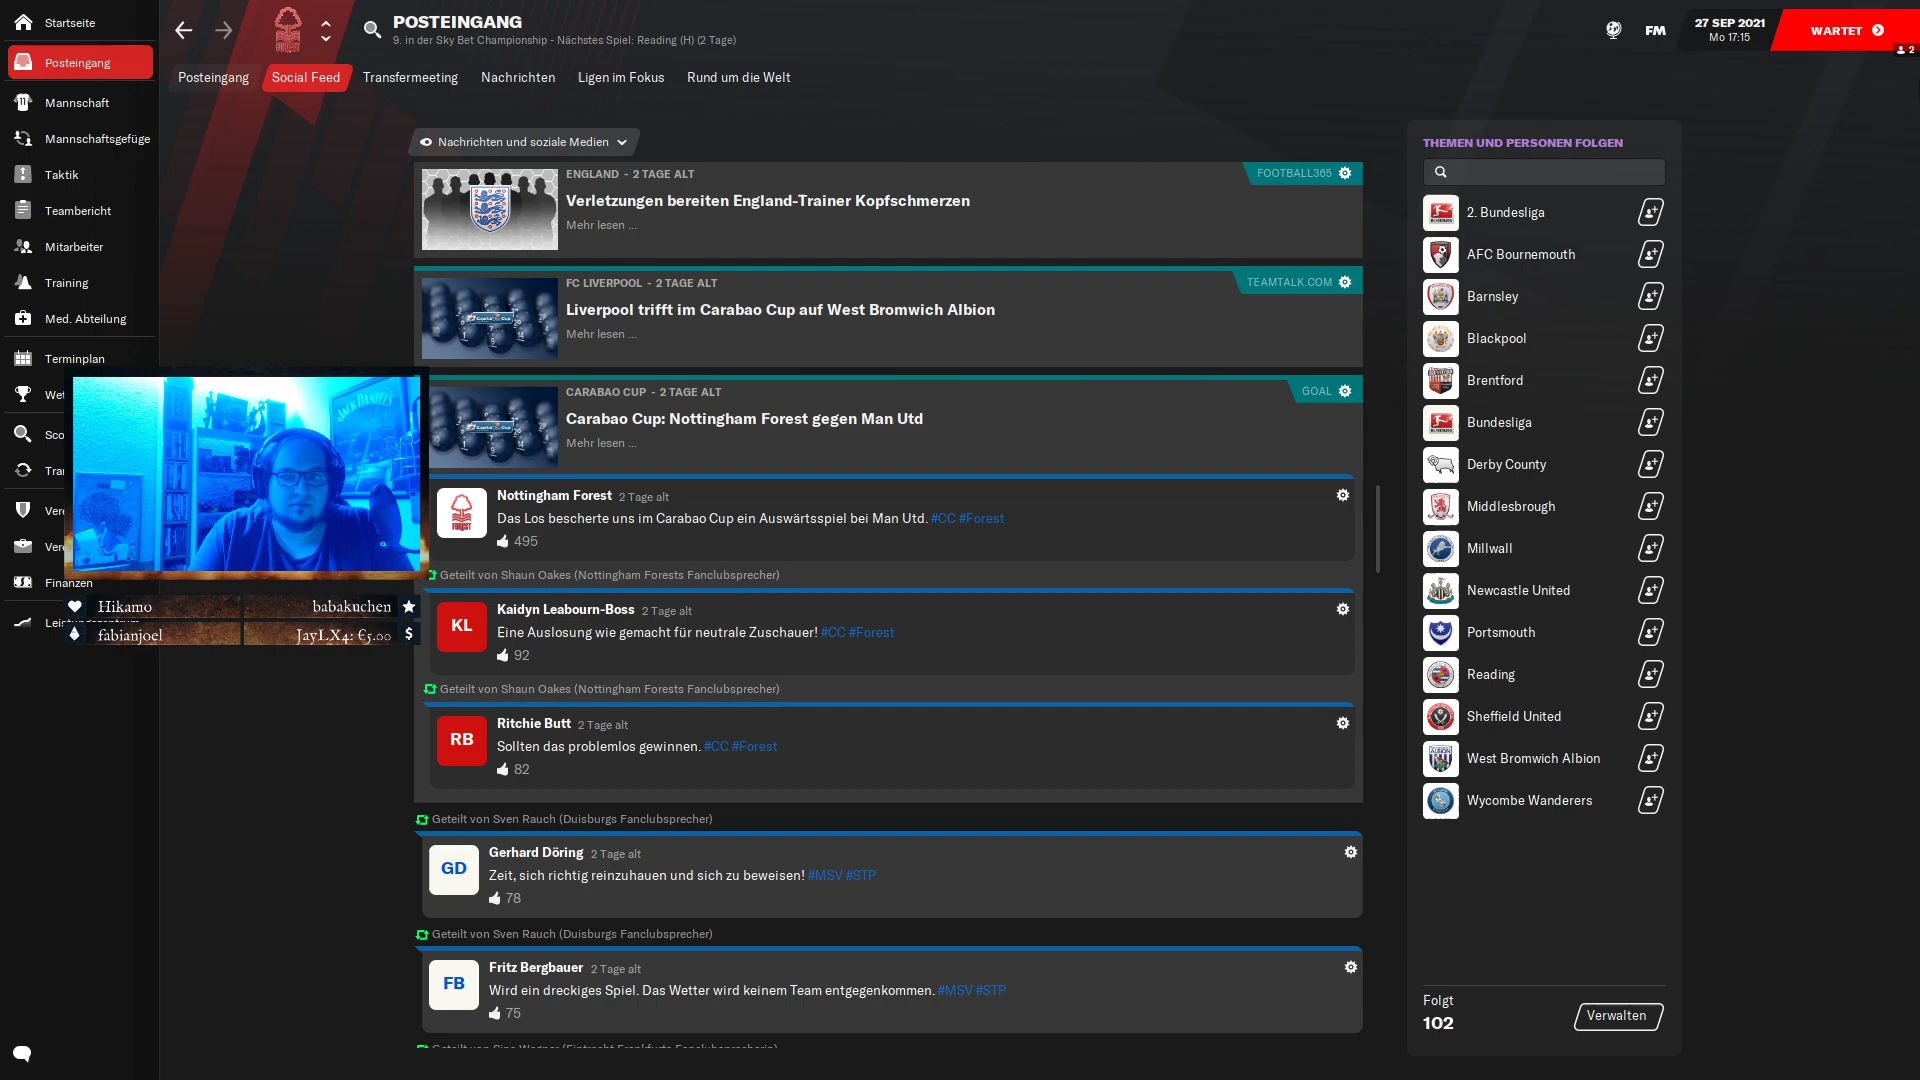 Startseite
Posteingang
Mannschaft
Mannschaftsgefüge
Taktik
Teambericht
Mitarbeiter
Training
Med. Abteilung
Terminplan
Finanzen
POSTEINGANG
9. in der Sky Bet Championship - Nächstes Spiel: Reading (H) (2 Tage)
FM
27 SEP 2021
Mo 17:15
WARTET
2
Posteingang
Social Feed
Transfermeeting
Nachrichten
Ligen im Fokus
Rund um die Welt
Nachrichten und soziale Medien
ENGLAND - 2 TAGE ALT
FOOTBALL365
Verletzungen bereiten England-Trainer Kopfschmerzen
Mehr lesen ...
FC LIVERPOOL - 2 TAGE ALT
TEAMTALK.COM
Liverpool trifft im Carabao Cup auf West Bromwich Albion
Mehr lesen ...
CARABAO CUP - 2 TAGE ALT
GOAL
Carabao Cup: Nottingham Forest gegen Man Utd
Mehr lesen ...
Nottingham Forest 2 Tage alt
Das Los bescherte uns im Carabao Cup ein Auswärtsspiel bei Man Utd. #CC #Forest
495
Geteilt von Shaun Oakes (Nottingham Forests Fanclubsprecher)
KL
Kaidyn Leabourn-Boss 2 Tage alt
Eine Auslosung wie gemacht für neutrale Zuschauer! #CC #Forest
92
Geteilt von Shaun Oakes (Nottingham Forests Fanclubsprecher)
RB
Ritchie Butt 2 Tage alt
Sollten das problemlos gewinnen. #CC #Forest
82
Geteilt von Sven Rauch (Duisburgs Fanclubsprecher)
GD
Gerhard Döring 2 Tage alt
Zeit, sich richtig reinzuhauen und sich zu beweisen! #MSV #STP
78
Geteilt von Sven Rauch (Duisburgs Fanclubsprecher)
FB
Fritz Bergbauer 2 Tage alt
Wird ein dreckiges Spiel. Das Wetter wird keinem Team entgegenkommen. #MSV #STP
75
JACK DANIEL'S
Hikamo
babakuchen
fabianjoel
JayLX4: €5.00
THEMEN UND PERSONEN FOLGEN
2. Bundesliga
AFC Bournemouth
Barnsley
Blackpool
Brentford
Bundesliga
Derby County
Middlesbrough
Millwall
Newcastle United
Portsmouth
Reading
Sheffield United
West Bromwich Albion
Wycombe Wanderers
Folgt
102
Verwalten